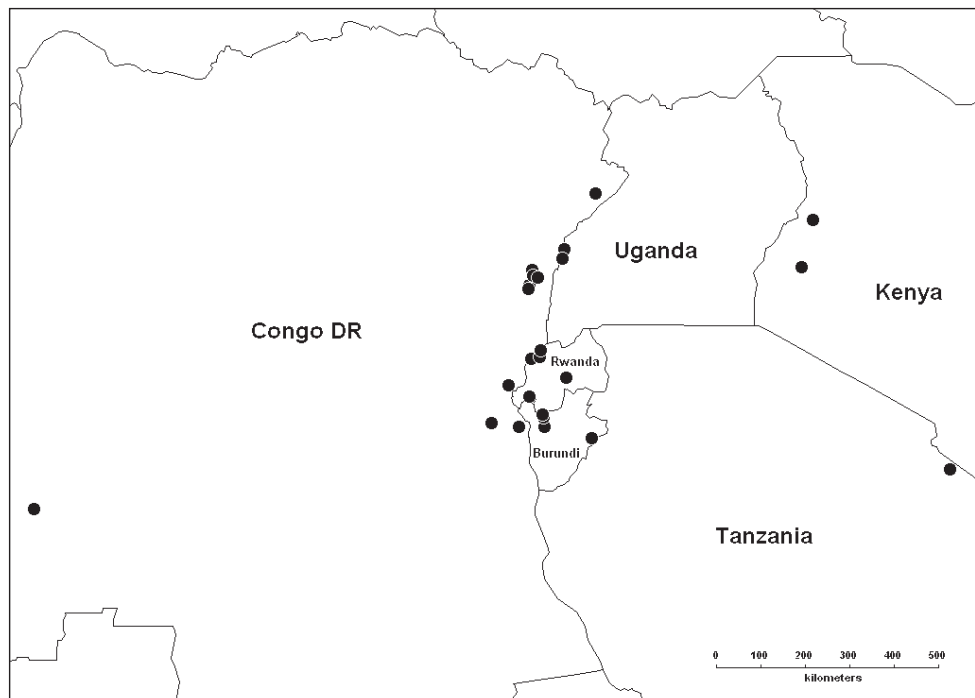 Uganda
Kenya
Congo DR
Rwanda
Burundi
Tanzania
0 100 200 300 400 500
kilometers